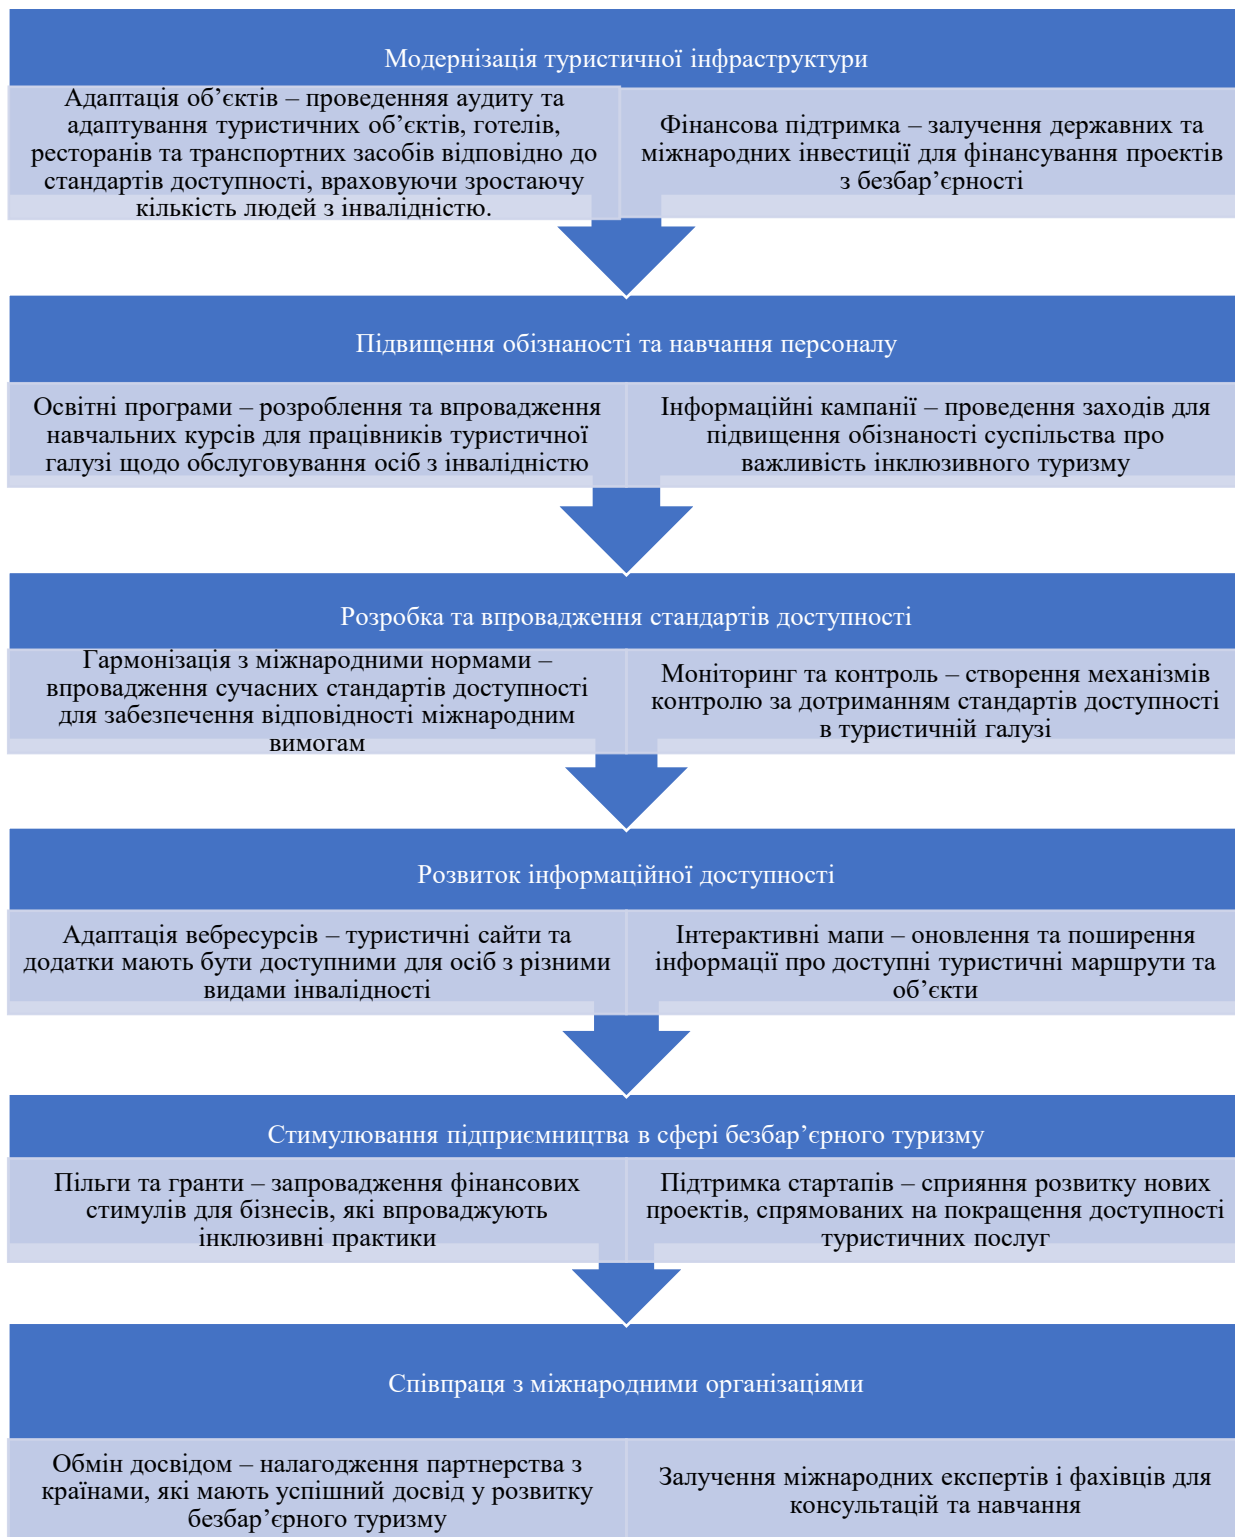 Модернізація туристичної інфраструктури
Адаптація об’єктів – проведенняя аудиту та
адаптування туристичних об’єктів, готелів,
ресторанів та транспортних засобів відповідно до
стандартів доступності, враховуючи зростаючу
кількість людей з інвалідністю.
Фінансова підтримка – залучення державних та
міжнародних інвестиції для фінансування проектів
з безбар’єрності
Підвищення обізнаності та навчання персоналу
Освітні програми – розроблення та впровадження
навчальних курсів для працівників туристичної
галузі щодо обслуговування осіб з інвалідністю
Інформаційні кампанії – проведення заходів для
підвищення обізнаності суспільства про
важливість інклюзивного туризму
Розробка та впровадження стандартів доступності
Гармонізація з міжнародними нормами –
впровадження сучасних стандартів доступності
для забезпечення відповідності міжнародним
вимогам
Моніторинг та контроль – створення механізмів
контролю за дотриманням стандартів доступності
в туристичній галузі
Розвиток інформаційної доступності
Адаптація вебресурсів – туристичні сайти та
додатки мають бути доступними для осіб з різними
видами інвалідності
Інтерактивні мапи – оновлення та поширення
інформації про доступні туристичні маршрути та
об’єкти
Стимулювання підприємництва в сфері безбар’єрного туризму
Пільги та гранти – запровадження фінансових
стимулів для бізнесів, які впроваджують
інклюзивні практики
Підтримка стартапів – сприяння розвитку нових
проектів, спрямованих на покращення доступності
туристичних послуг
Співпраця з міжнародними організаціями
Обмін досвідом – налагодження партнерства з
країнами, які мають успішний досвід у розвитку
безбар’єрного туризму
Залучення міжнародних експертів і фахівців для
консультацій та навчання